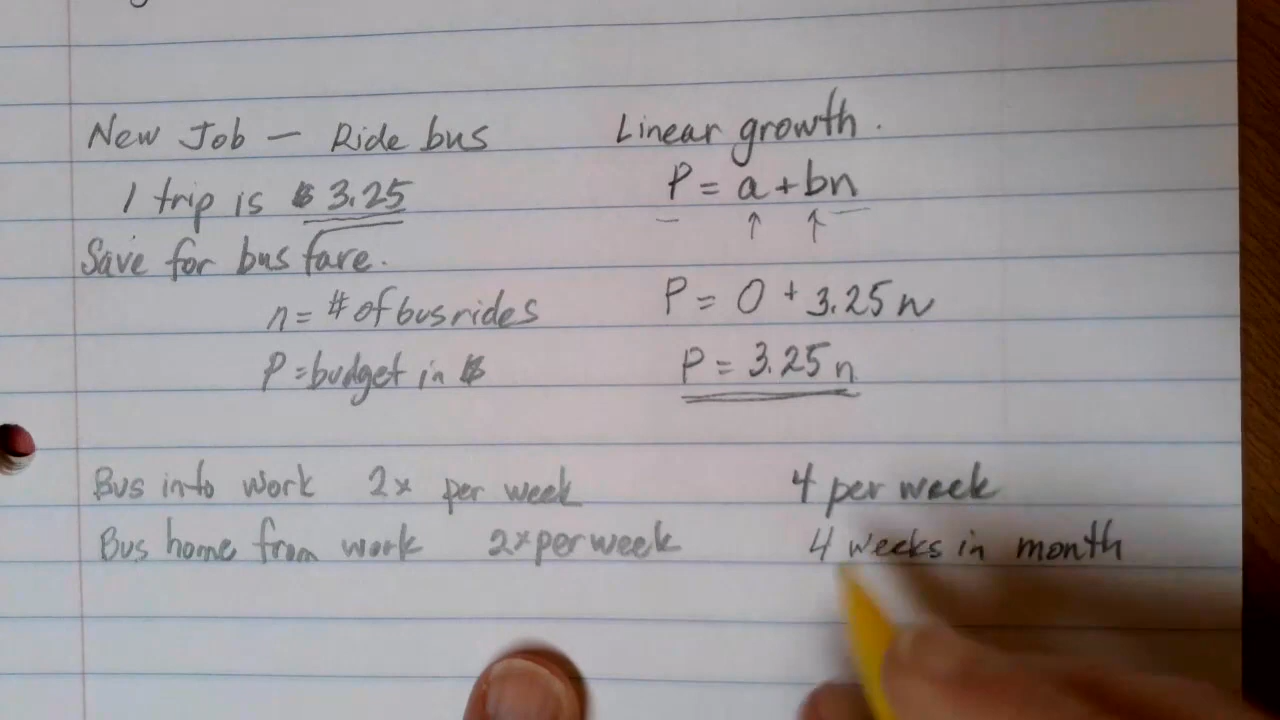 New Job — Ride bus
1 trip is $ 3.25
Save for bus fare.
n = # of bus rides
P = budget in $
Linear growth.
P = a + bn
P = 0 + 3.25 n
P = 3.25 n
Bus into work 2x per week
Bus home from work 2x per week
4 per week
4 weeks in month